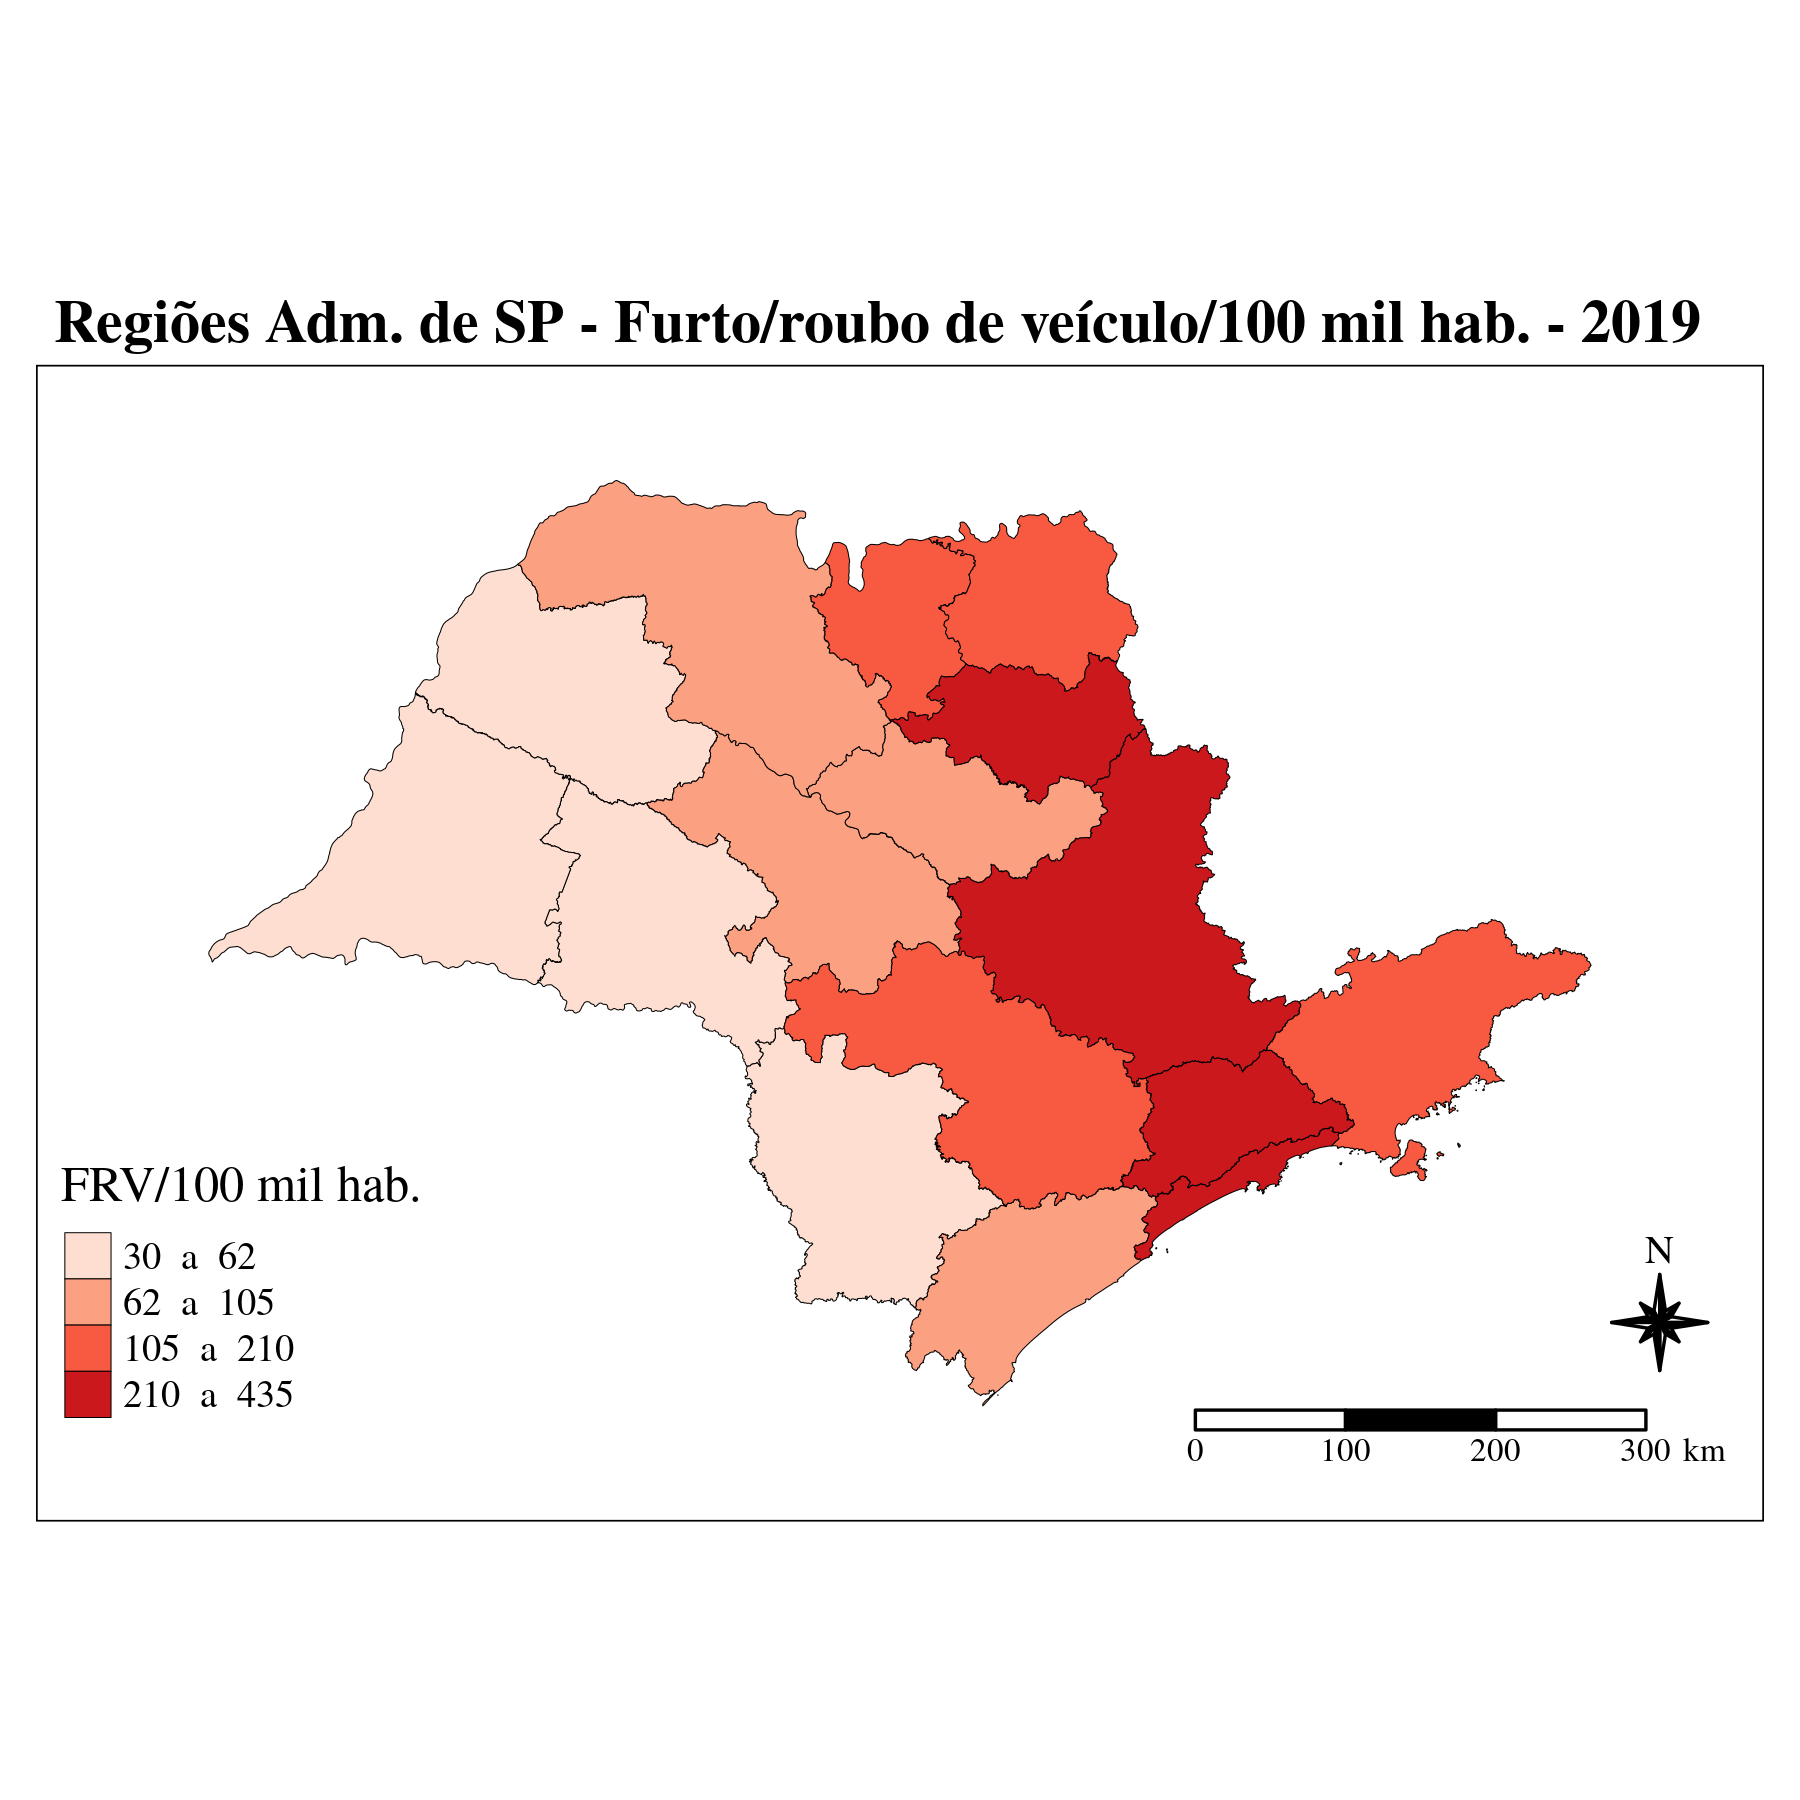 Regiões Adm. de SP - Furto/roubo de veículo/100 mil hab. - 2019
FRV/100 mil hab.
30 a 62
62 a 105
105 a 210
210 a 435
N
0 100 200 300 km